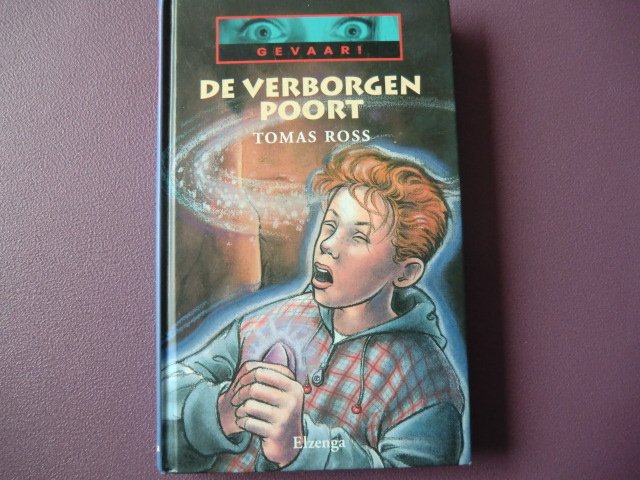 GEVAAR!
DE VERBORGEN
POORT
TOMAS ROSS
Elzenga